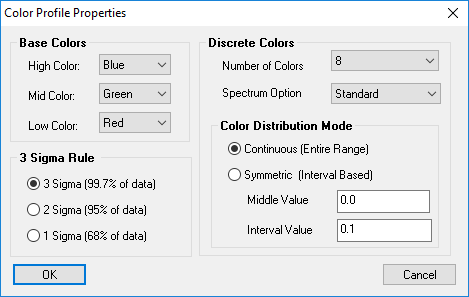 Color Profile Properties
Base Colors
High Color: Blue
Mid Color: Green
Low Color: Red
3 Sigma Rule
3 Sigma (99.7% of data)
2 Sigma (95% of data)
1 Sigma (68% of data)
Discrete Colors
Number of Colors 8
Spectrum Option Standard
Color Distribution Mode
Continuous (Entire Range)
Symmetric (Interval Based)
Middle Value 0.0
Interval Value 0.1
OK
Cancel